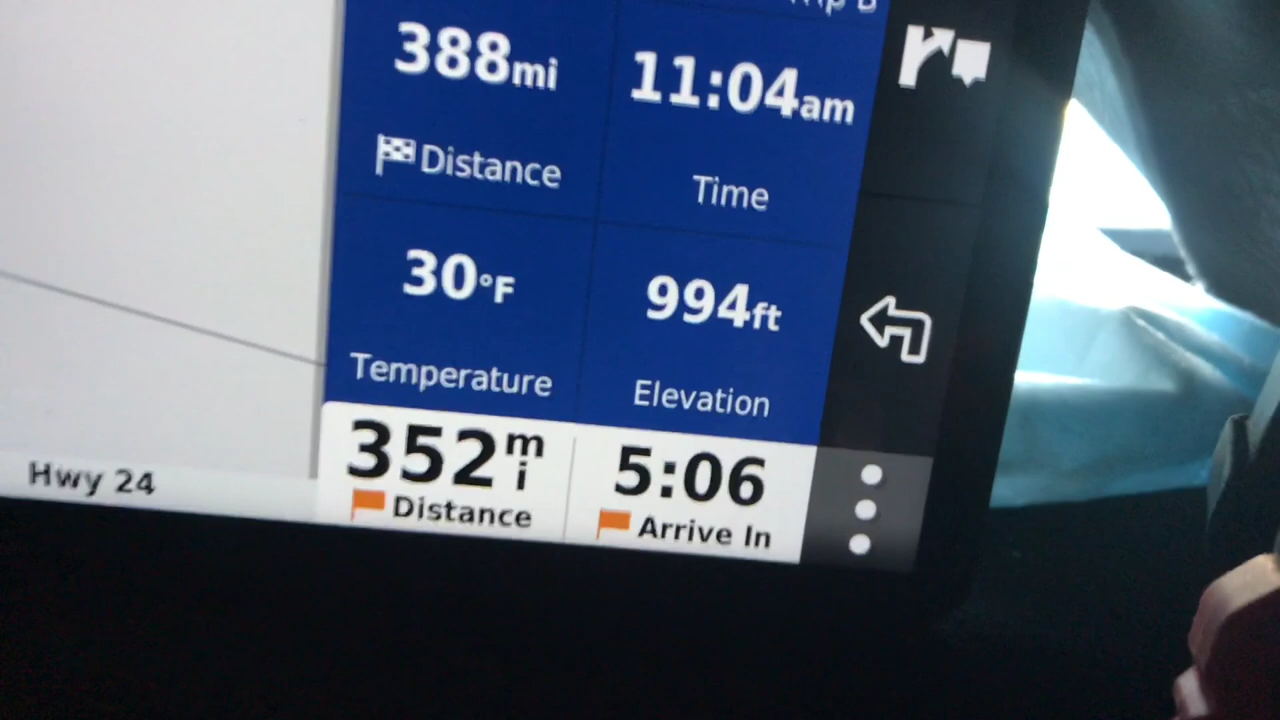 388mi
11:04am
Distance
Time
30°F
994ft
Temperature
Elevation
352mi
5:06
Distance
Arrive In
Hwy 24